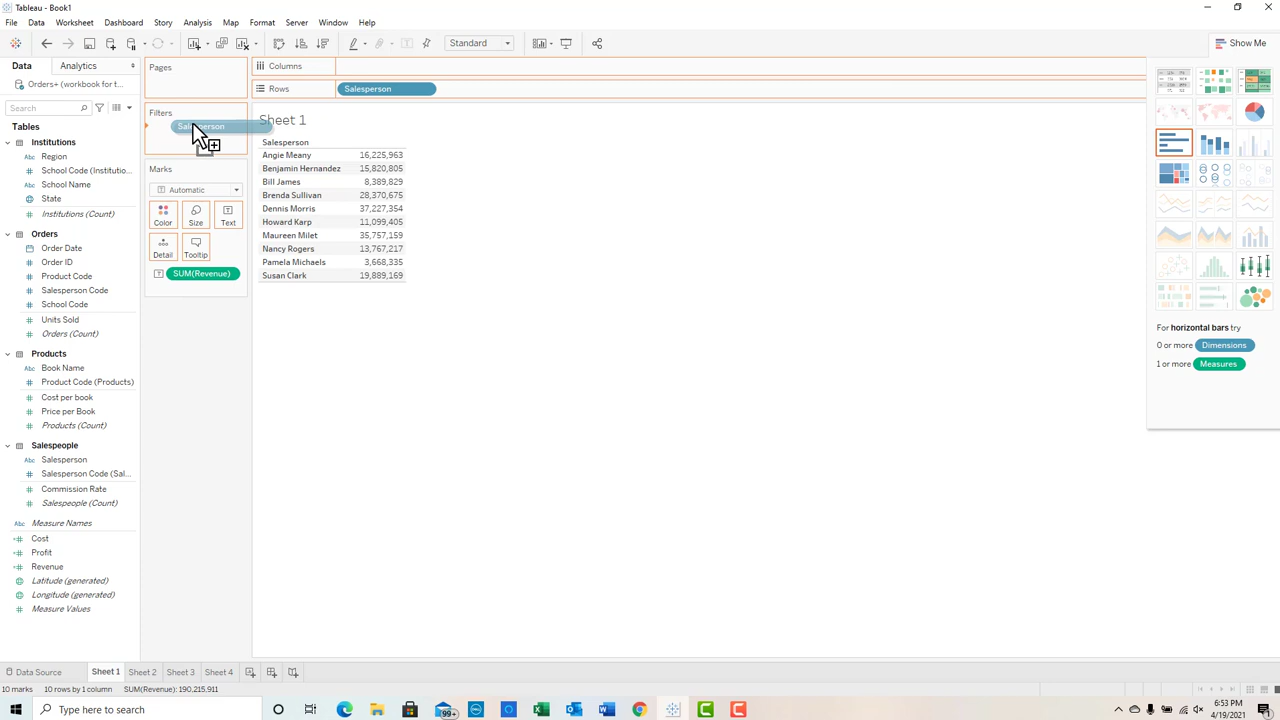 Tableau - Book1
File Data Worksheet Dashboard Story Analysis Map Format Server Window Help
Standard
Show Me
Data Analytics
Orders+ (workbook for t...
Search
Tables
Institutions
Abc Region
School Code (Institutio...
Abc School Name
State
Institutions (Count)
Orders
Order Date
Order ID
Product Code
Salesperson Code
School Code
Units Sold
Orders (Count)
Products
Abc Book Name
Product Code (Products)
Cost per book
Price per Book
Products (Count)
Salespeople
Abc Salesperson
Salesperson Code (Sal...
Commission Rate
Salespeople (Count)
Abc Measure Names
Cost
Profit
Revenue
Latitude (generated)
Longitude (generated)
Measure Values
Pages
Filters
Salesperson
Marks
Automatic
Color Size Text
Detail Tooltip
SUM(Revenue)
Columns
Rows Salesperson
Sheet 1
Salesperson
Angie Meany 16,225,963
Benjamin Hernandez 15,820,805
Bill James 8,389,829
Brenda Sullivan 28,370,675
Dennis Morris 37,227,354
Howard Karp 11,099,405
Maureen Milet 35,757,159
Nancy Rogers 13,767,217
Pamela Michaels 3,668,335
Susan Clark 19,889,169
For horizontal bars try
0 or more Dimensions
1 or more Measures
Data Source Sheet 1 Sheet 2 Sheet 3 Sheet 4
10 marks 10 rows by 1 column SUM(Revenue): 190,215,911
Type here to search
99+
6:53 PM
4/19/2021